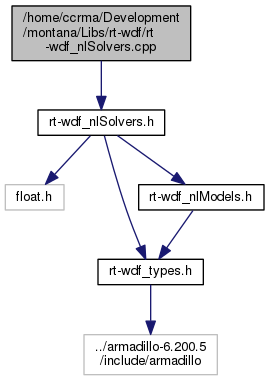 /home/ccrma/Development
/montana/Libs/rt-wdf/rt
-wdf_nlSolvers.cpp
rt-wdf_nlSolvers.h
float.h
rt-wdf_nlModels.h
rt-wdf_types.h
../armadillo-6.200.5
/include/armadillo